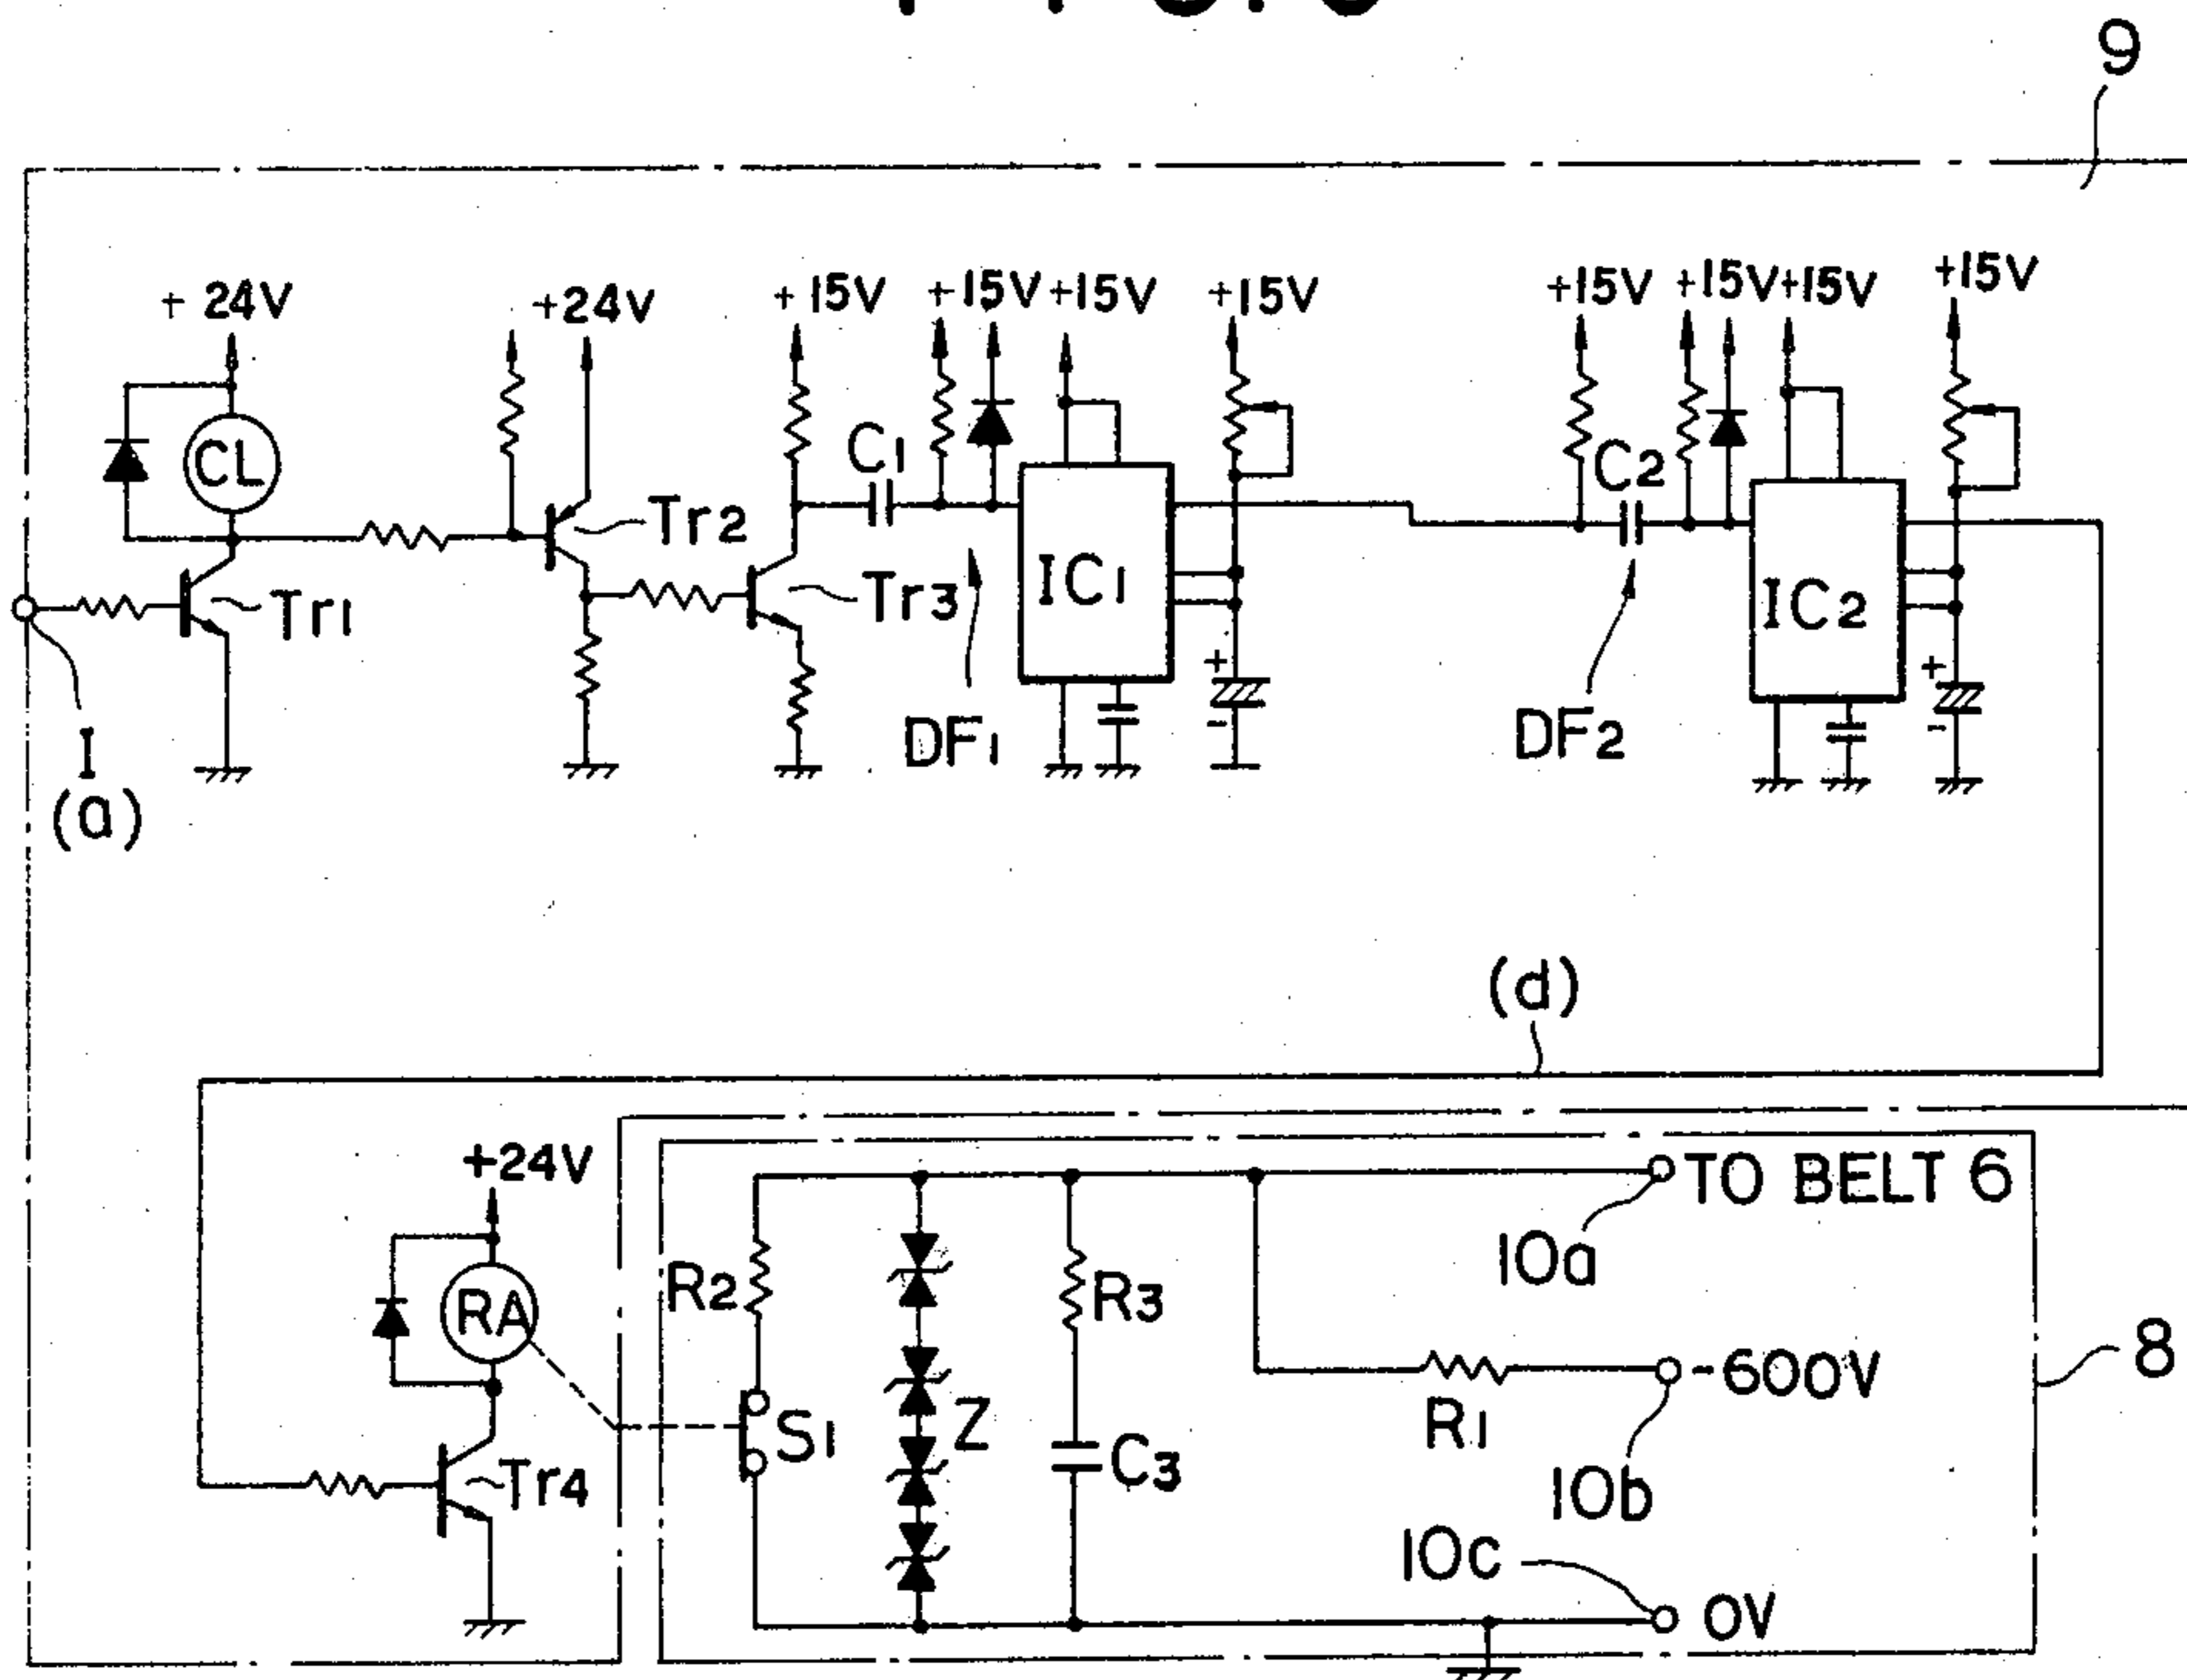 9
+ 24V
+24V
+ 15V
+15V
+15V
+15V
+15V
+15V
+15V
+15V
CL
C1
C2
Tr2
Tr1
Tr3
IC1
IC2
+
+
DF1
DF2
-
-
I
(a)
(d)
+24V
TO BELT 6
10a
R2
R3
RA
8
-600V
S1
Z
R1
C3
Tr4
10b
10c
0V